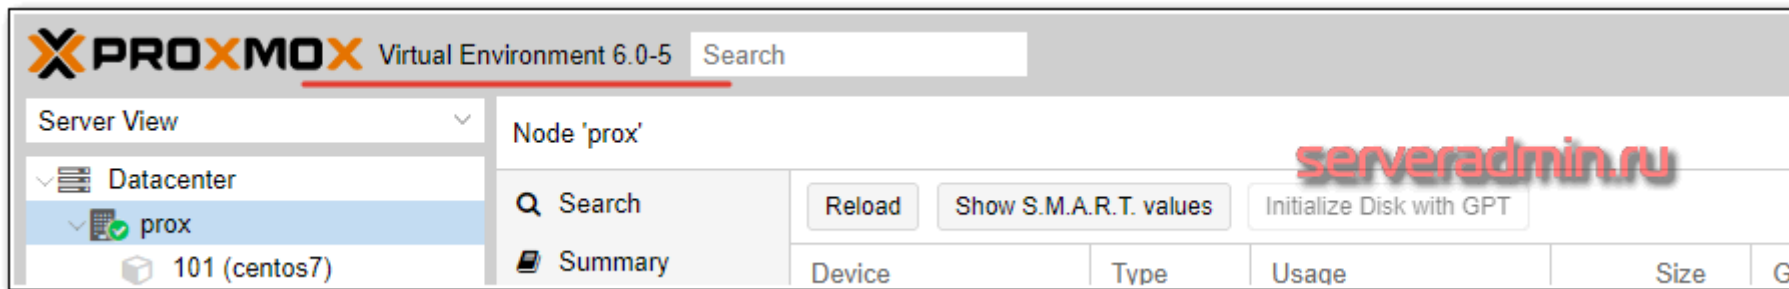 PROXMOX Virtual Environment 6.0-5 Search
Server View
Node 'prox'
serveradmin.ru
Datacenter
Search
Reload Show S.M.A.R.T. values Initialize Disk with GPT
prox
Summary
101 (centos7)
Device Type Usage Size G